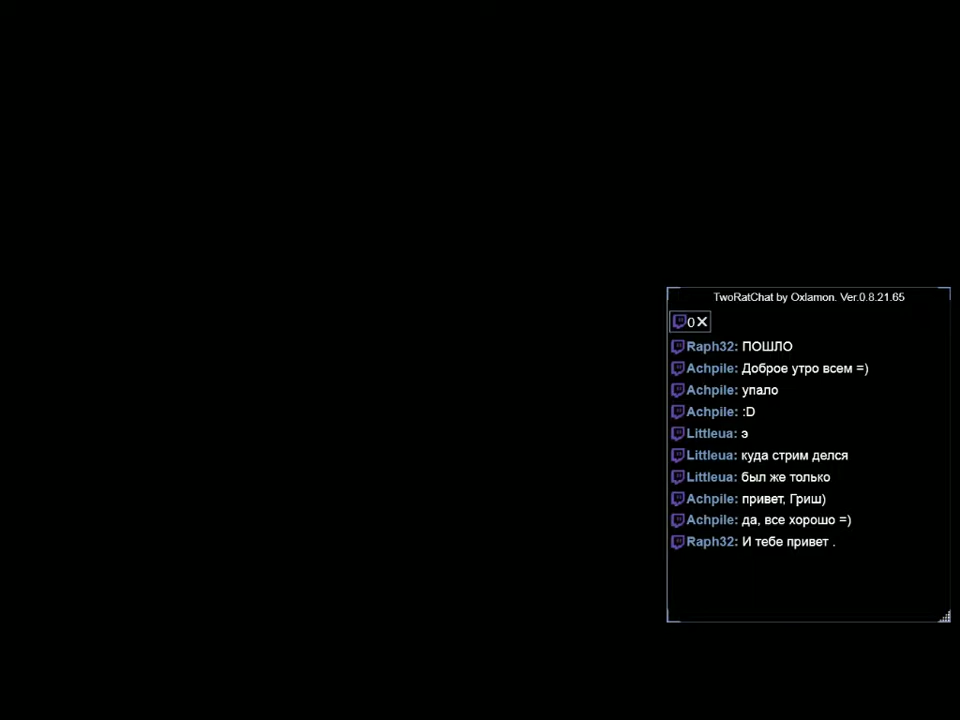 TwoRatChat by Oxlamon. Ver.0.8.21.65
0
Raph32: ПОШЛО
Achpile: Доброе утро всем =)
Achpile: упало
Achpile: :D
Littleua: э
Littleua: куда стрим делся
Littleua: был же только
Achpile: привет, Гриш)
Achpile: да, все хорошо =)
Raph32: И тебе привет .